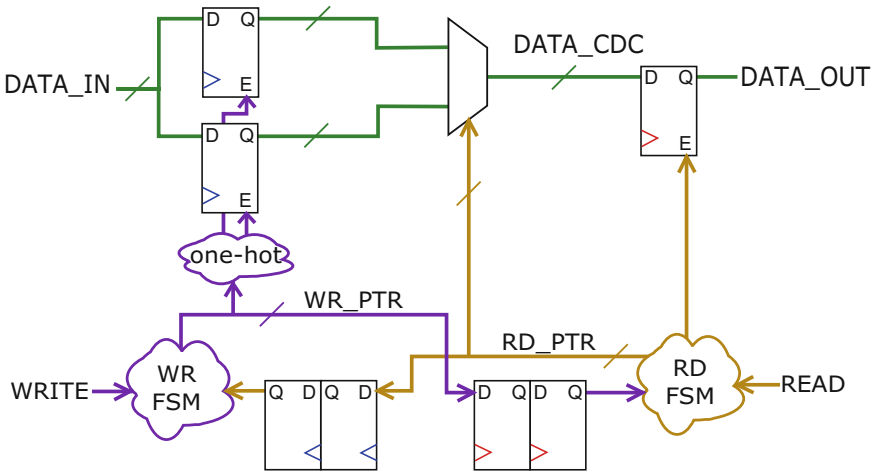 D Q
E
DATA_IN
D Q
E
DATA_CDC
D Q
E
DATA_OUT
one-hot
WR_PTR
RD_PTR
WRITE
WR
FSM
Q D Q D
D Q D Q
RD
FSM
READ